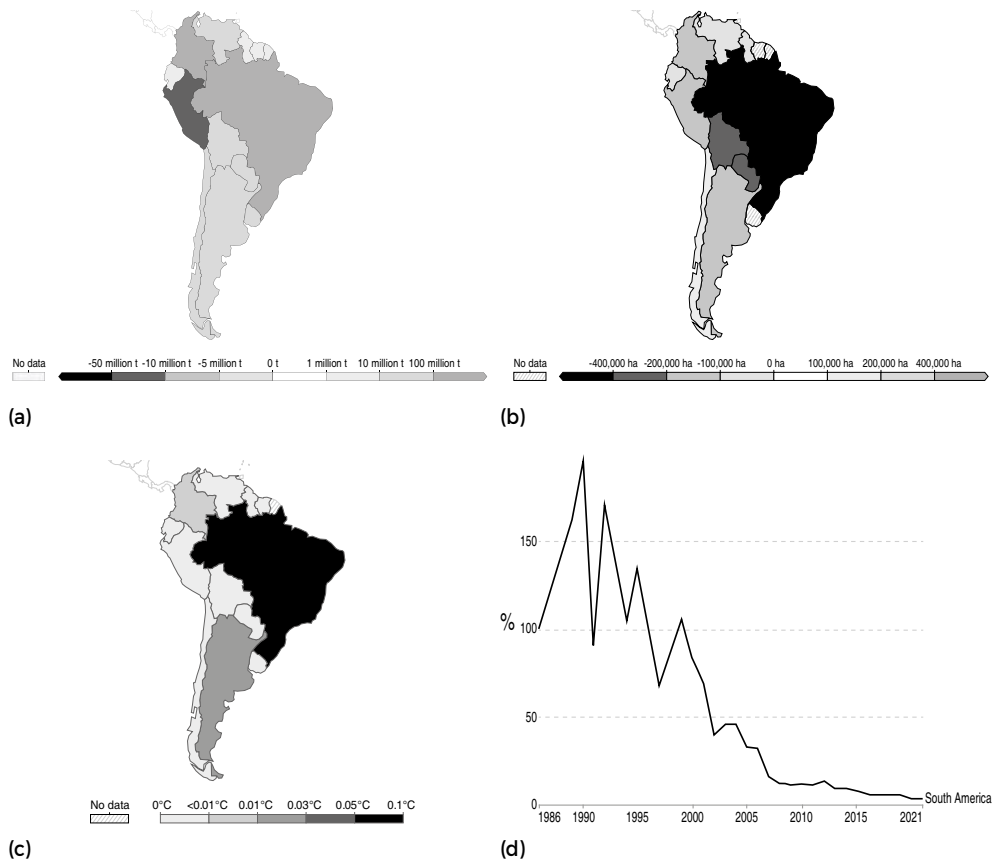 No data -50 million t -10 million t -5 million t 0 t 1 million t 10 million t 100 million t
(a)
No data -400,000 ha -200,000 ha -100,000 ha 0 ha 100,000 ha 200,000 ha 400,000 ha
(b)
No data 0°C <0.01°C 0.01°C 0.03°C 0.05°C 0.1°C
(c)
150
% 100
50
0
South America
1986 1990 1995 2000 2005 2010 2015 2021
(d)